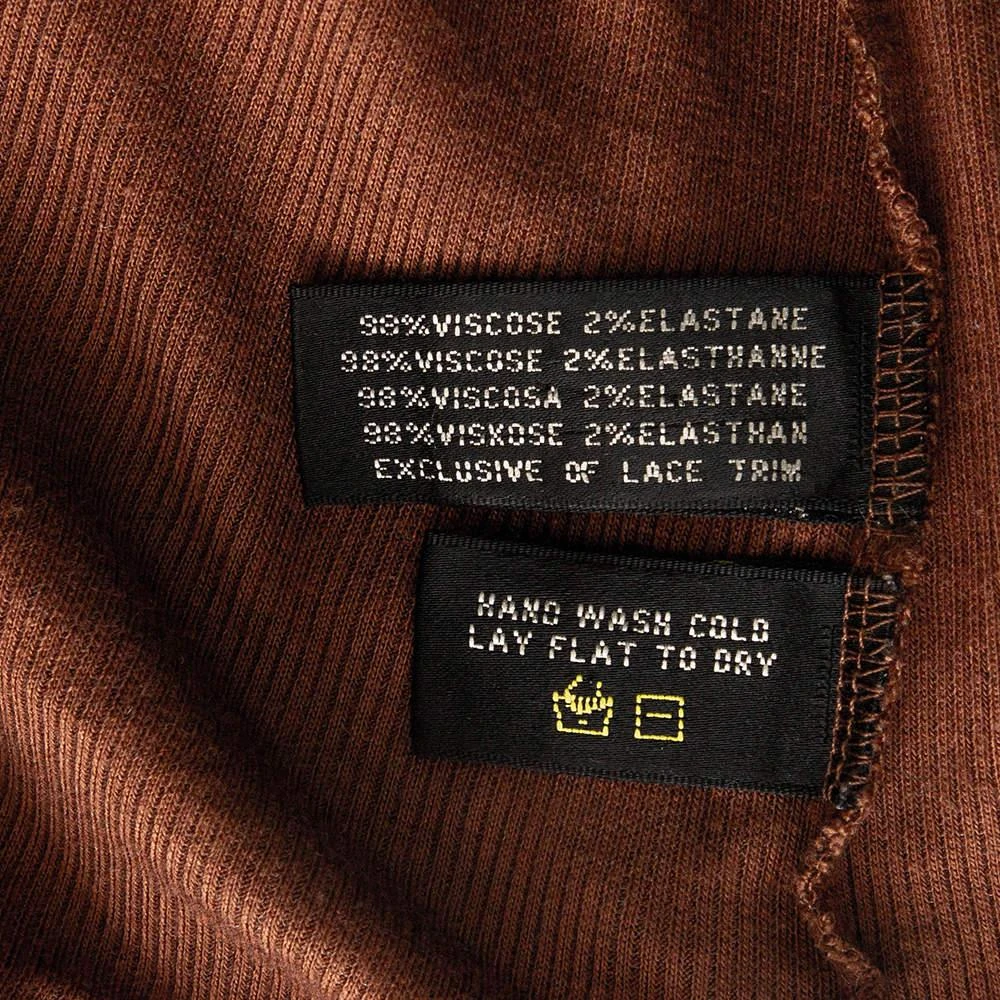 98%VISCOSE 2%ELASTANE
98%VISCOSE 2%ELASTHANNE
98%VISCOSA 2%ELASTANE
98%VISKOSE 2%ELASTHAN
EXCLUSIVE OF LACE TRIM
HAND WASH COLD
LAY FLAT TO DRY